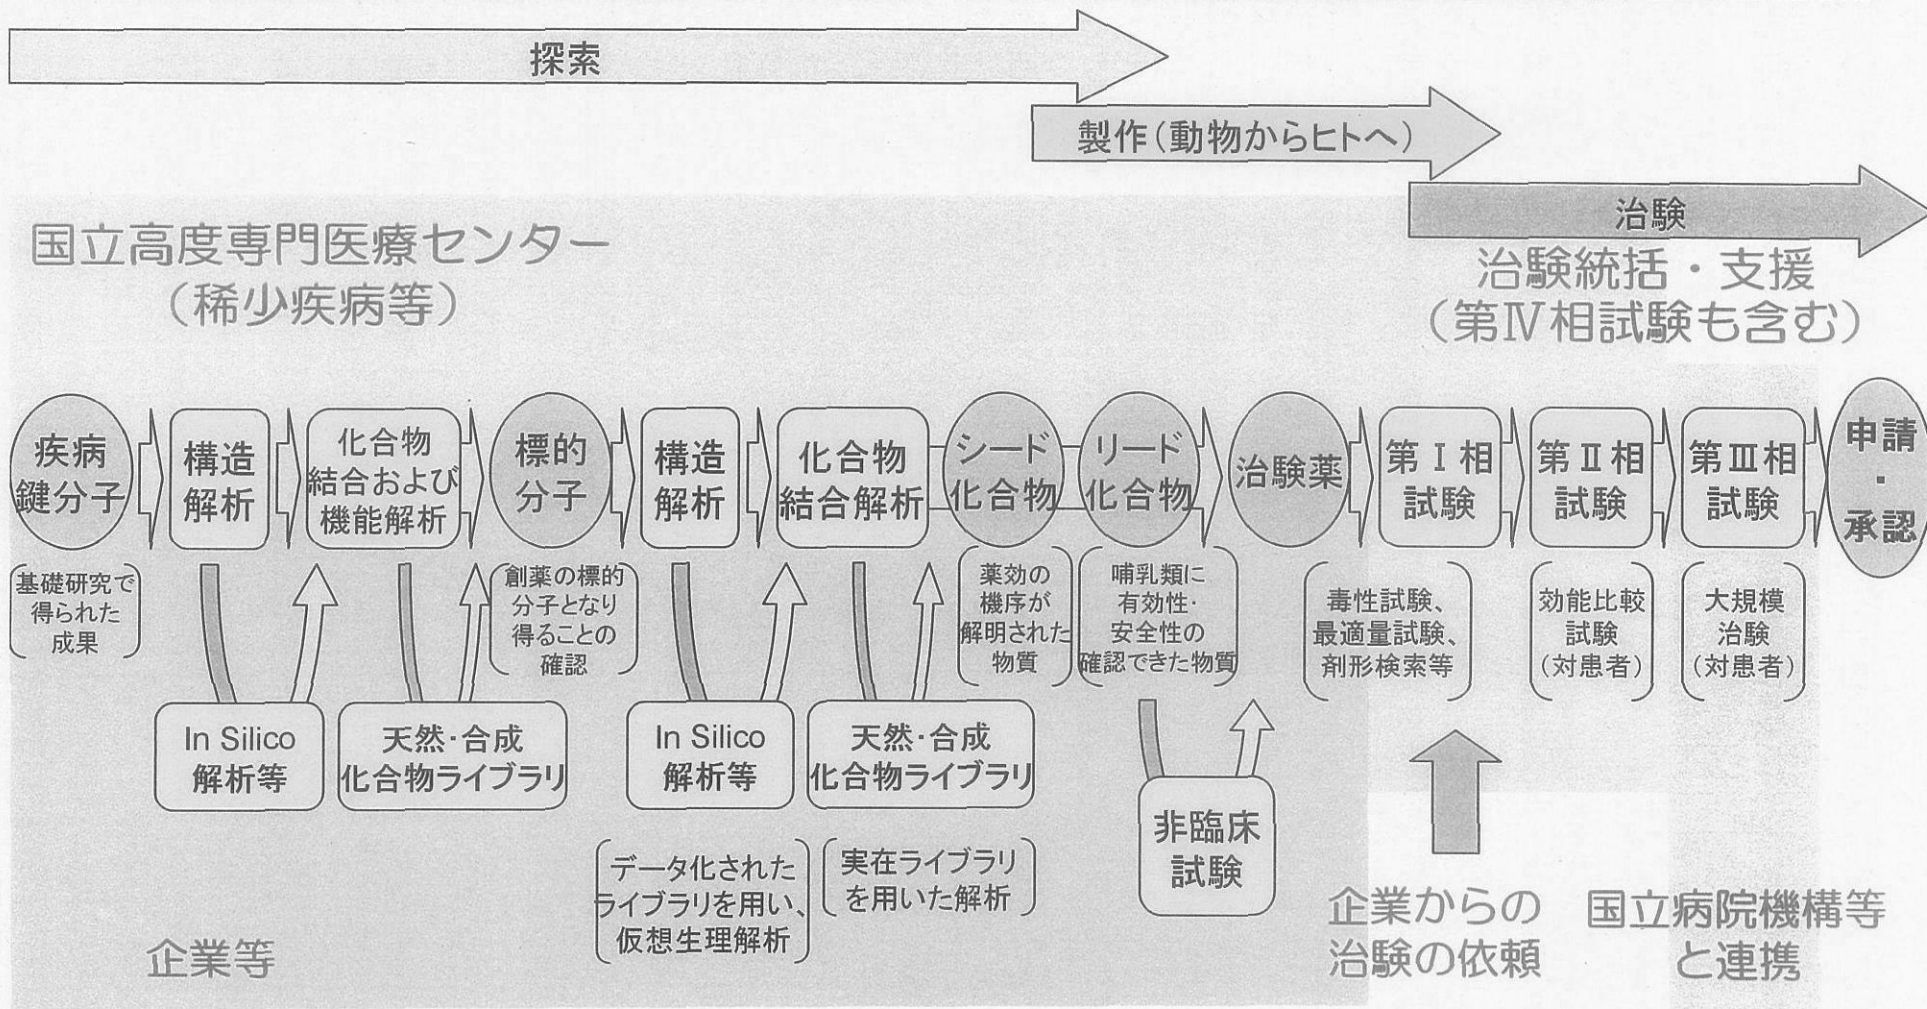 探索
製作(動物からヒトへ)
治験
国立高度専門医療センター
(稀少疾病等)
治験統括・支援
(第Ⅳ相試験も含む)
疾病
鍵分子
構造
解析
化合物
結合および
機能解析
標的
分子
構造
解析
化合物
結合解析
シード
化合物
リード
化合物
治験薬
第Ⅰ相
試験
第Ⅱ相
試験
第Ⅲ相
試験
申請
・
承認
基礎研究で
得られた
成果
創薬の標的
分子となり
得ることの
確認
薬効の
機序が
解明された
物質
哺乳類に
有効性・
安全性の
確認できた物質
毒性試験、
最適量試験、
剤形検索等
効能比較
試験
(対患者)
大規模
治験
(対患者)
In Silico
解析等
天然・合成
化合物ライブラリ
In Silico
解析等
天然・合成
化合物ライブラリ
非臨床
試験
データ化された
ライブラリを用い、
仮想生理解析
実在ライブラリ
を用いた解析
企業等
企業からの
治験の依頼
国立病院機構等
と連携